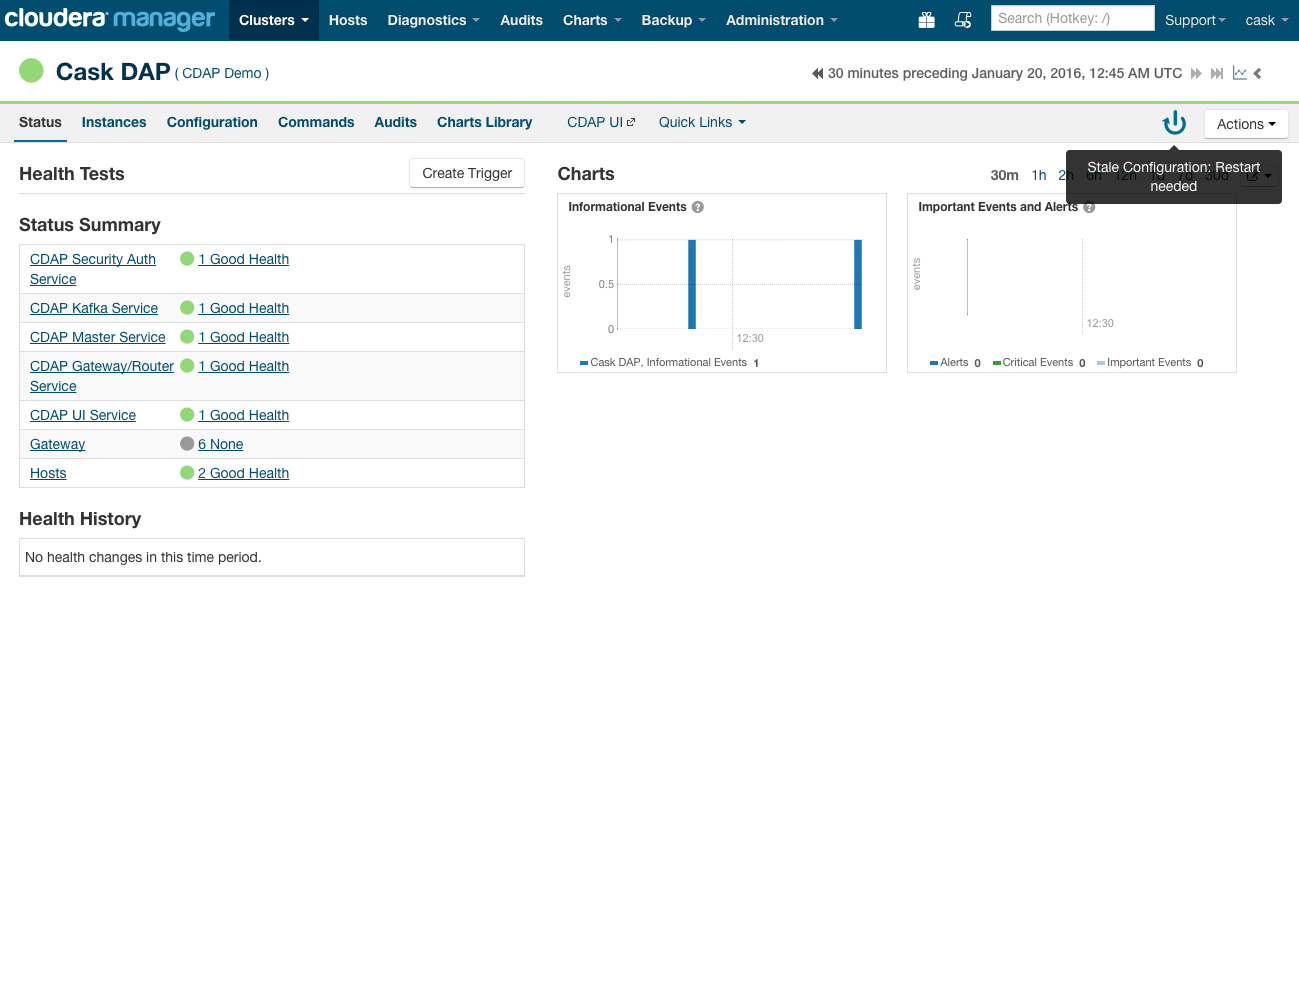 cloudera manager Clusters Hosts Diagnostics Audits Charts Backup Administration Search (Hotkey: /) Support cask
Cask DAP ( CDAP Demo ) 30 minutes preceding January 20, 2016, 12:45 AM UTC
Status Instances Configuration Commands Audits Charts Library CDAP UI Quick Links Actions
Stale Configuration: Restart
needed
Health Tests Create Trigger
Status Summary
CDAP Security Auth
Service
1 Good Health
CDAP Kafka Service 1 Good Health
CDAP Master Service 1 Good Health
CDAP Gateway/Router
Service
1 Good Health
CDAP UI Service 1 Good Health
Gateway 6 None
Hosts 2 Good Health
Health History
No health changes in this time period.
Charts 30m 1h 2h 6h 12h 1d 7d 30d
Informational Events ?
events
1
0.5
0
12:30
Cask DAP, Informational Events 1
Important Events and Alerts ?
events
12:30
Alerts 0 Critical Events 0 Important Events 0